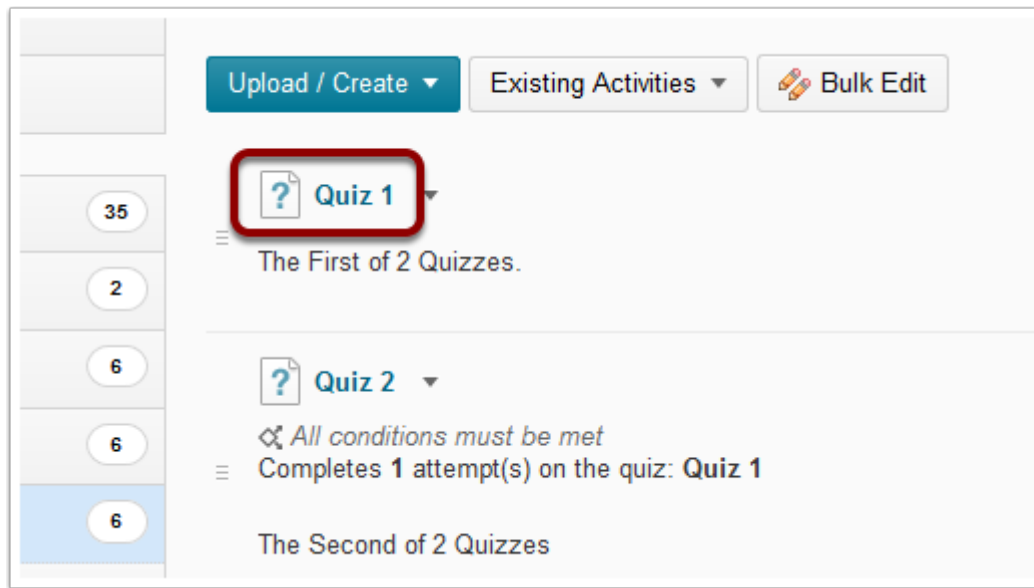 Upload / Create Existing Activities Bulk Edit
35
2
6
6
6
? Quiz 1
The First of 2 Quizzes.
? Quiz 2
All conditions must be met
Completes 1 attempt(s) on the quiz: Quiz 1
The Second of 2 Quizzes